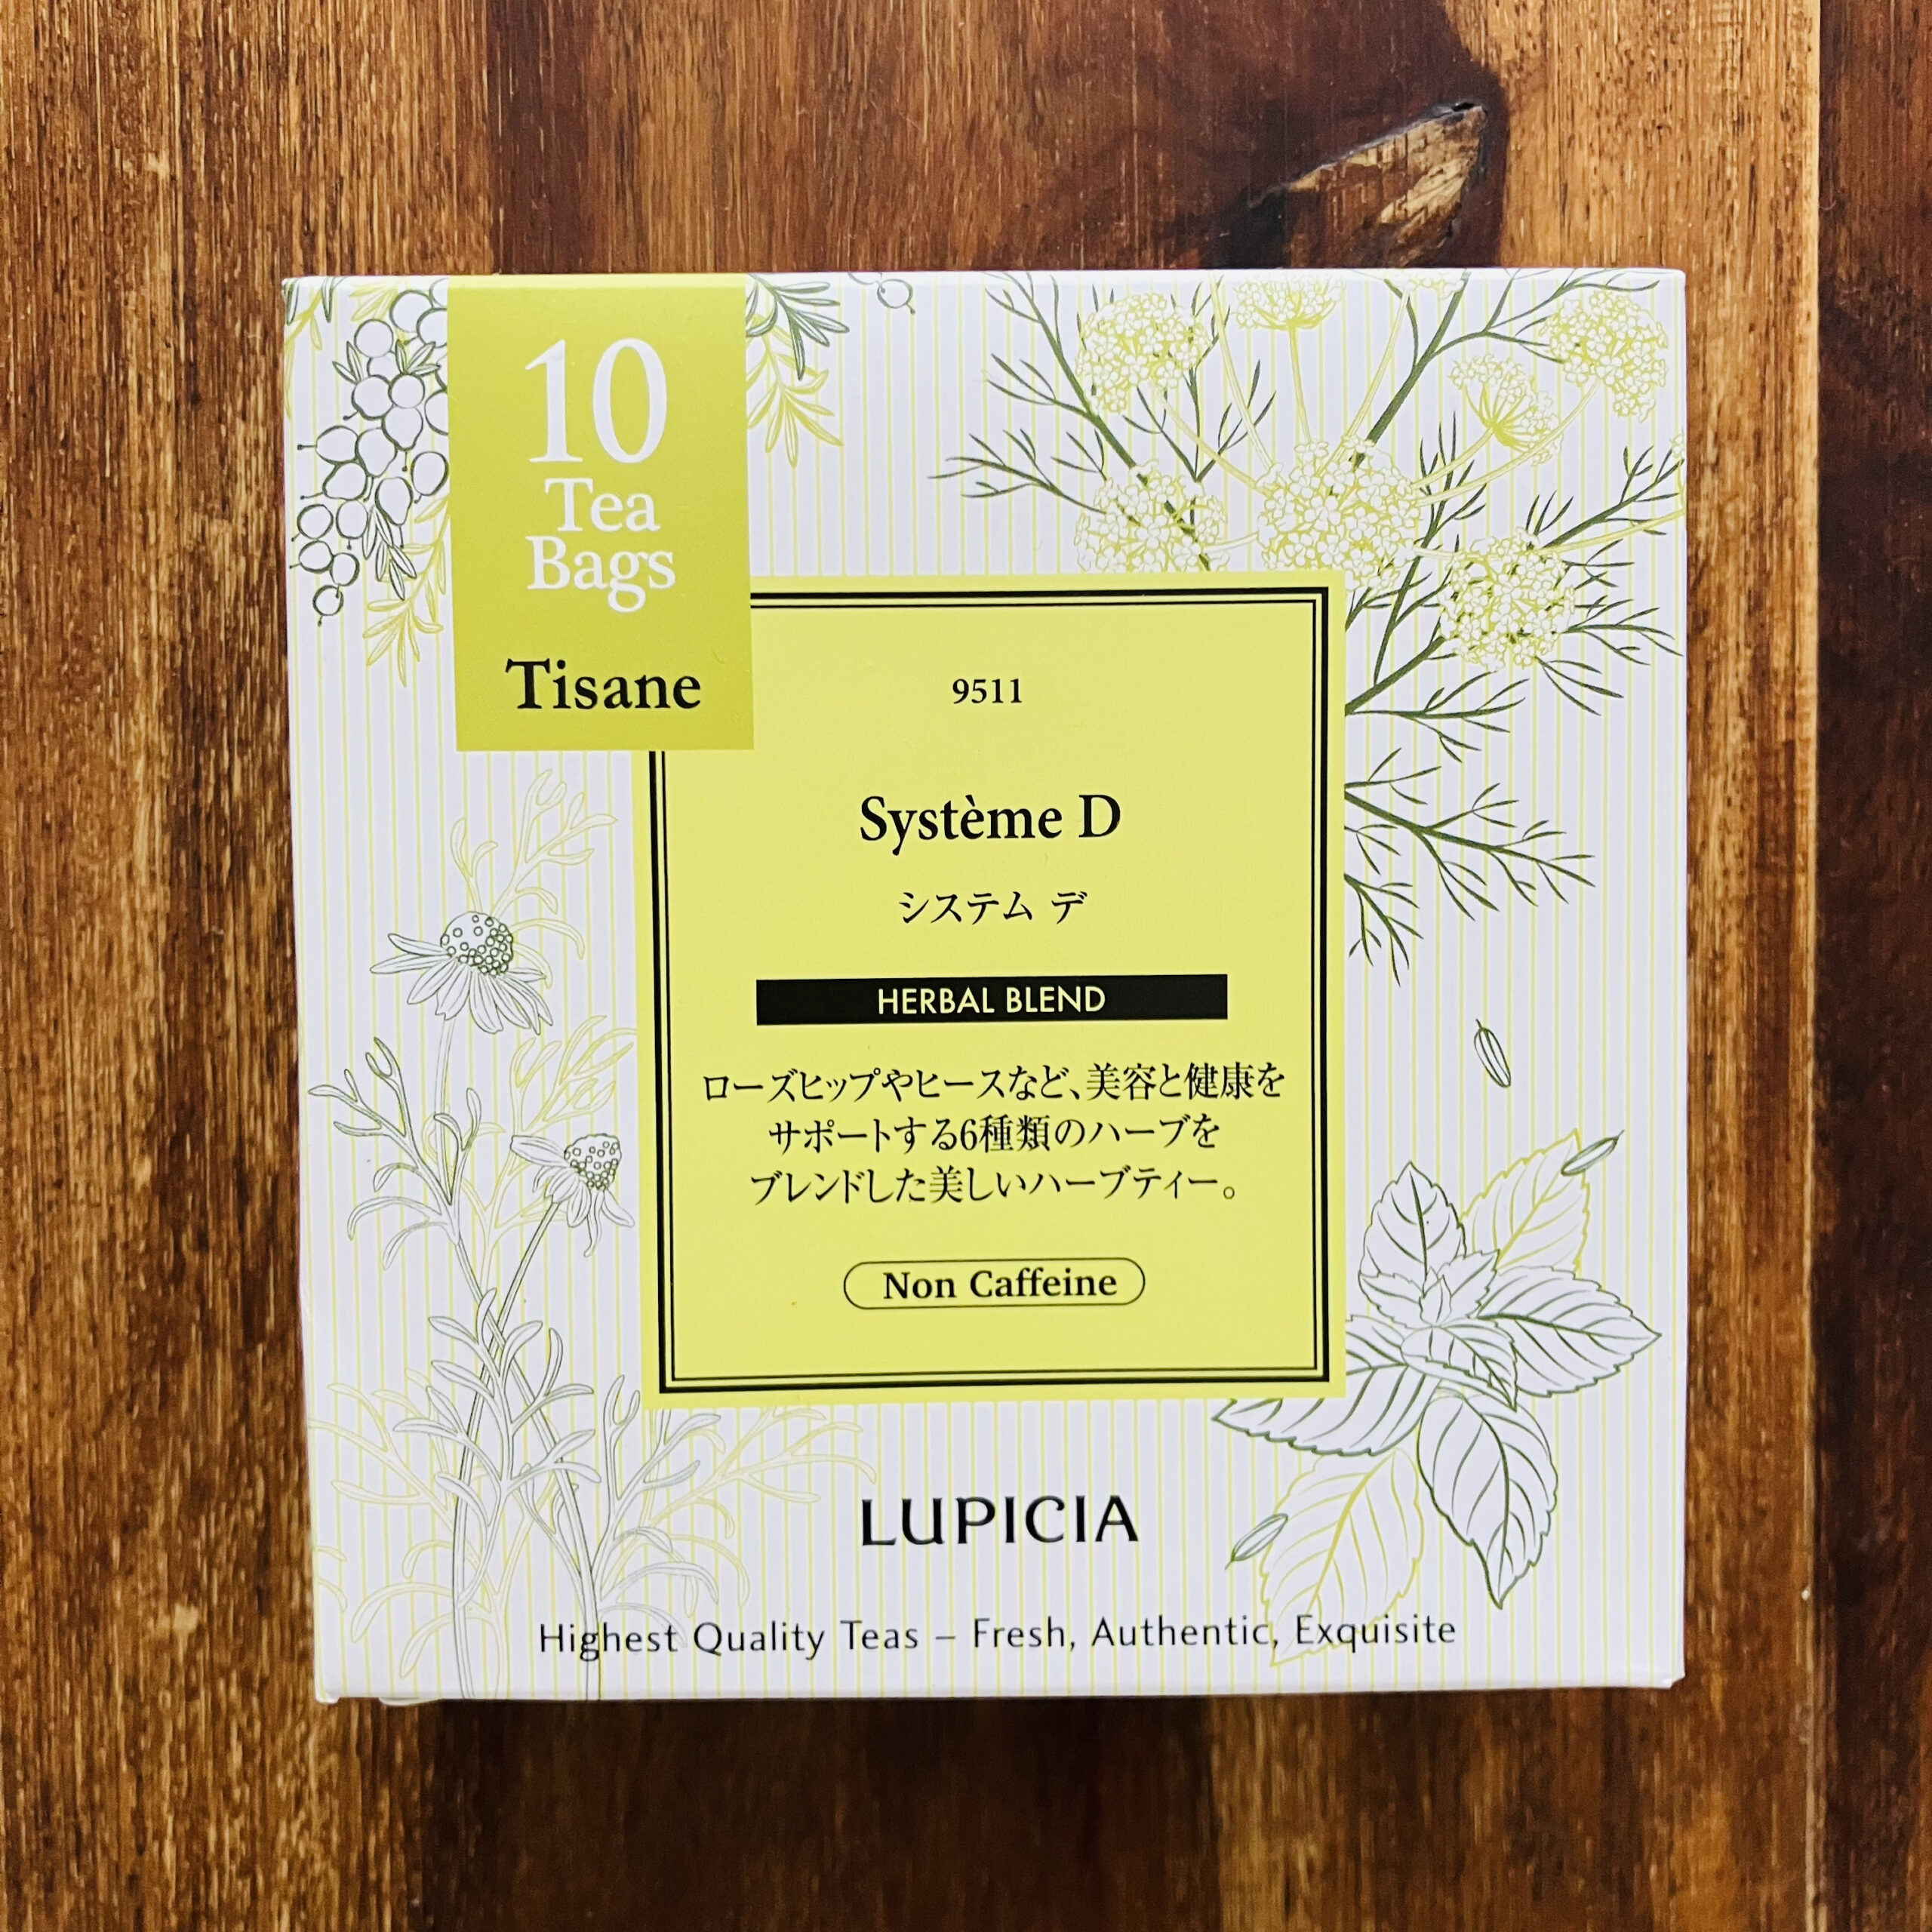 10
Tea
Bags
Tisane
9511
Système D
システム デ
HERBAL BLEND
ローズヒップやヒースなど、美容と健康を
サポートする6種類のハーブを
ブレンドした美しいハーブティー。
Non Caffeine
LUPICIA
Highest Quality Teas – Fresh, Authentic, Exquisite